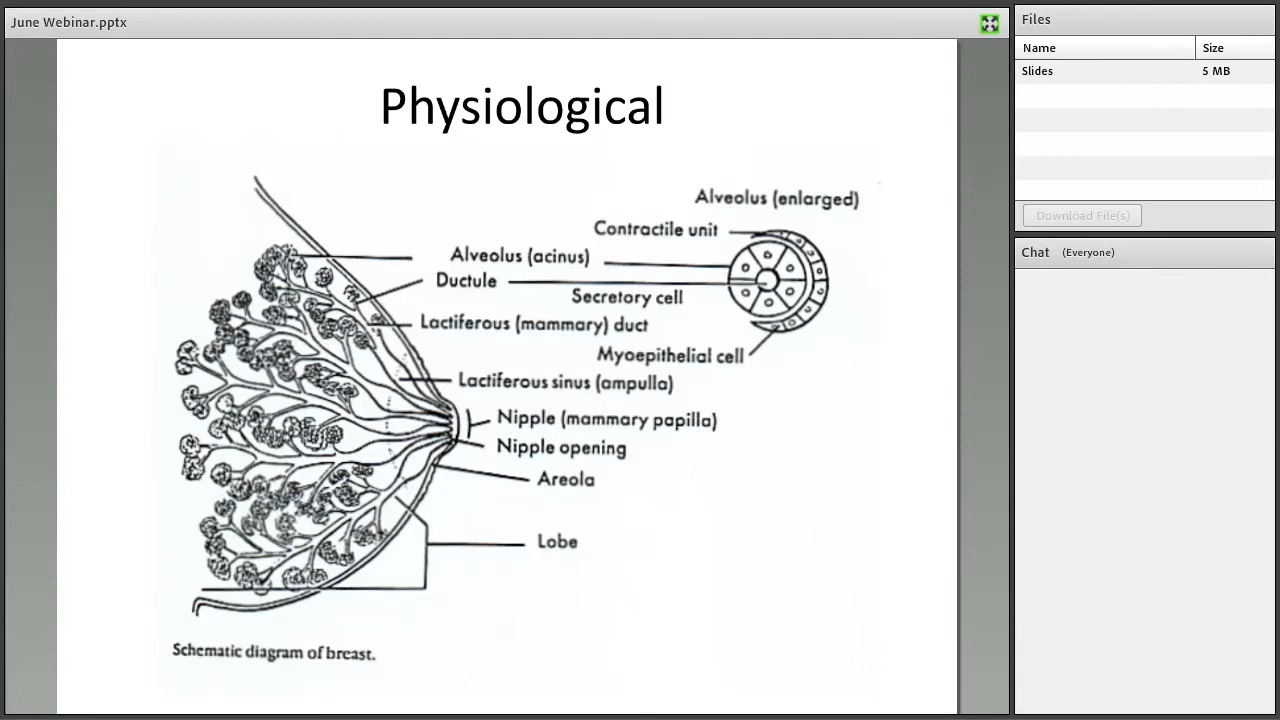 June Webinar.pptx
Physiological
Alveolus (enlarged)
Contractile unit
Alveolus (acinus)
Ductule
Secretory cell
Lactiferous (mammary) duct
Myoepithelial cell
Lactiferous sinus (ampulla)
Nipple (mammary papilla)
Nipple opening
Areola
Lobe
Schematic diagram of breast.
Files
Name Size
Slides 5 MB
Download File(s)
Chat (Everyone)